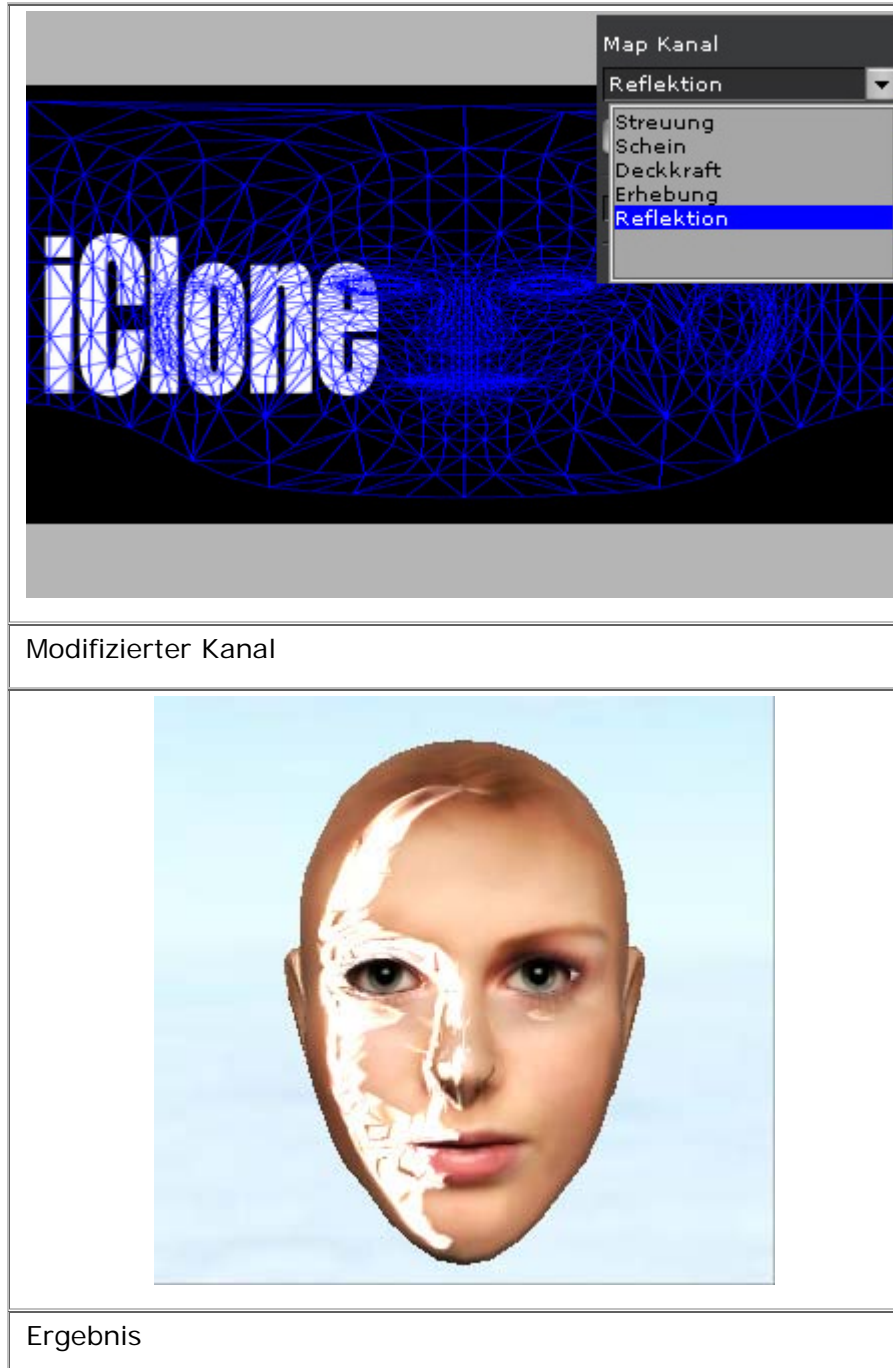 Map Kanal
Reflektion
Streuung
Schein
Deckkraft
Erhebung
Reflektion
iClone
Modifizierter Kanal
Ergebnis